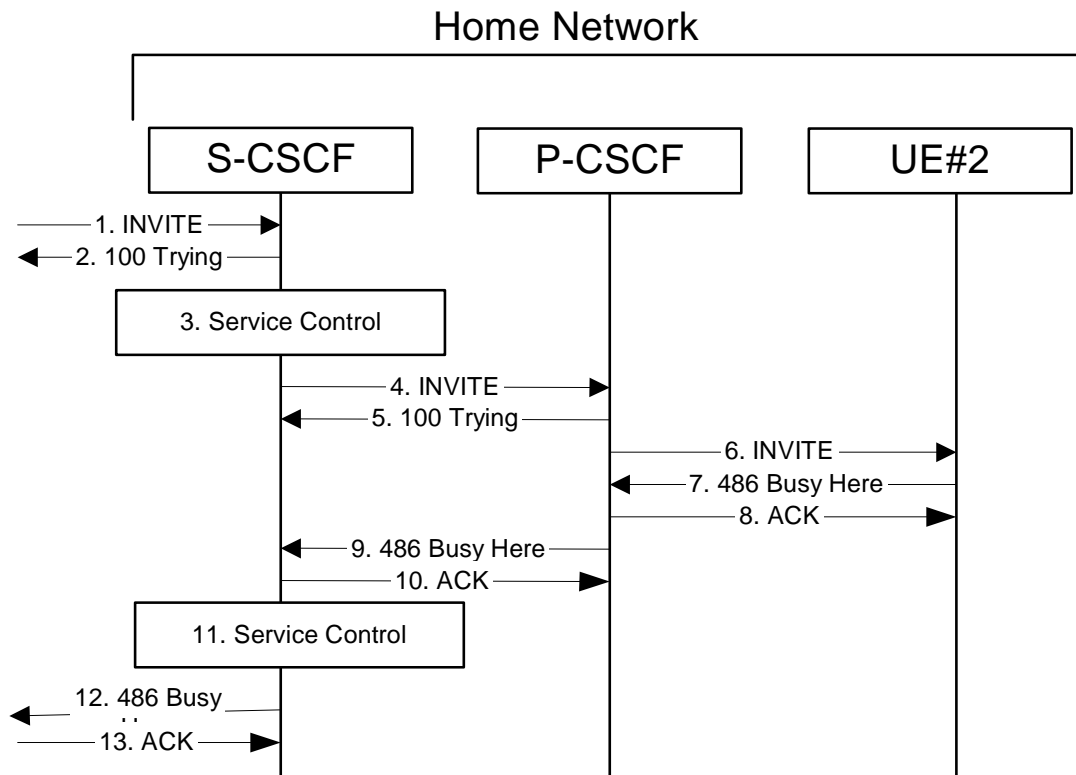 Home Network
S-CSCF
P-CSCF
UE#2
1. INVITE
2. 100 Trying
3. Service Control
4. INVITE
5. 100 Trying
6. INVITE
7. 486 Busy Here
8. ACK
9. 486 Busy Here
10. ACK
11. Service Control
12. 486 Busy
13. ACK